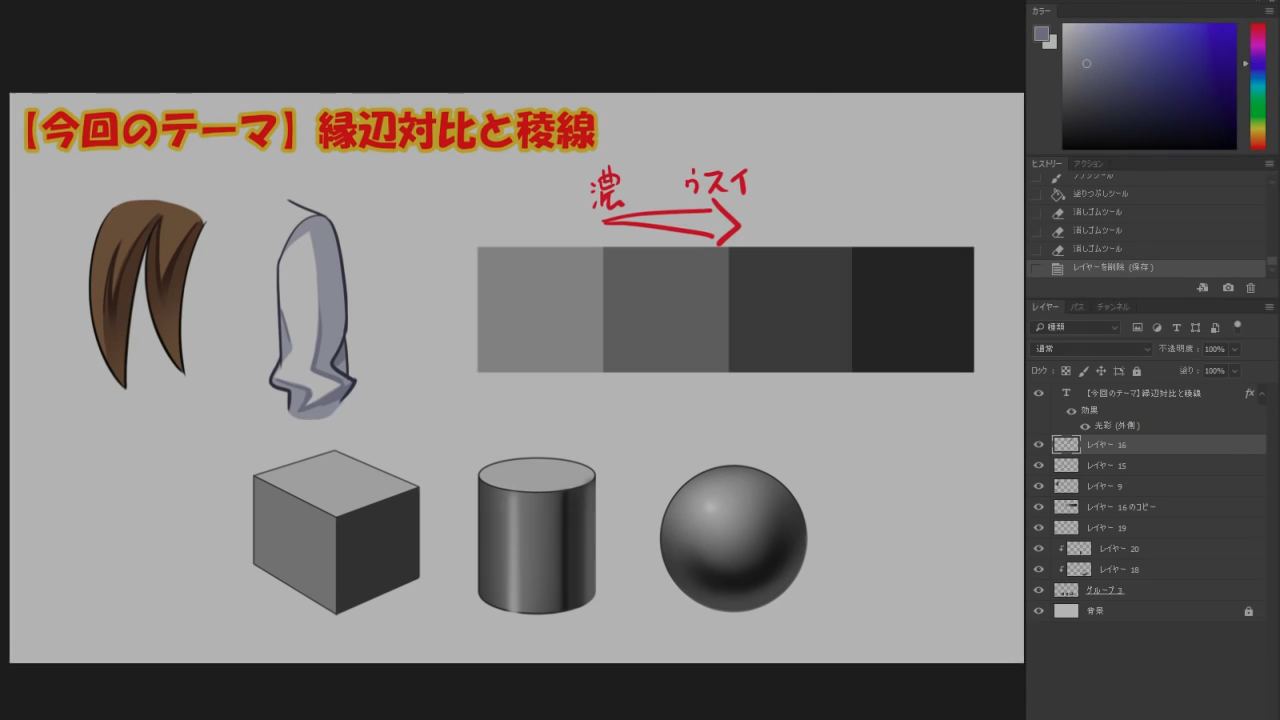 【今回のテーマ】縁辺対比と稜線
濃 ウスイ
カラー
ヒストリー アクション
ブラシツール
塗りつぶしツール
消しゴムツール
消しゴムツール
消しゴムツール
レイヤーを削除 (保存)
レイヤー パス チャンネル
種類
通常 不透明度: 100%
ロック: 塗り: 100%
T 【今回のテーマ】縁辺対比と稜線 fx
効果
光彩 (外側)
レイヤー 16
レイヤー 15
レイヤー 9
レイヤー 16 のコピー
レイヤー 19
レイヤー 20
レイヤー 18
背景